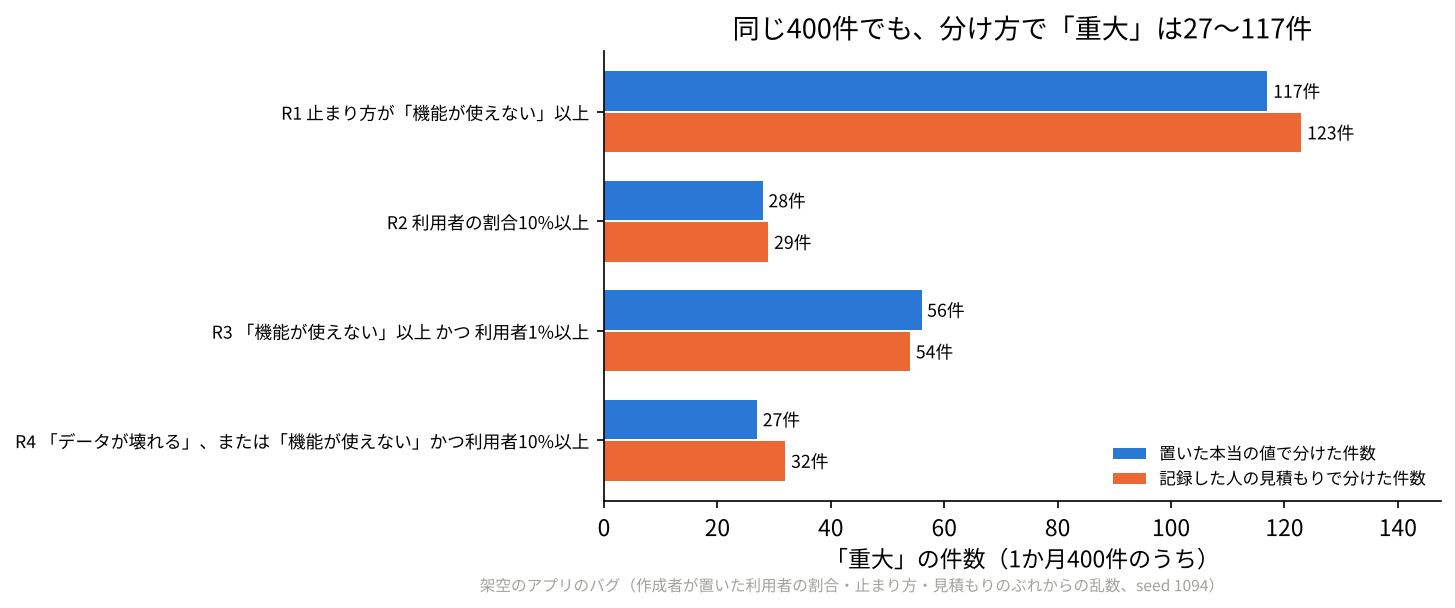 同じ400件でも、分け方で「重大」は27〜117件
R1 止まり方が「機能が使えない」以上
117件
123件
R2 利用者の割合10%以上
28件
29件
R3 「機能が使えない」以上 かつ 利用者1%以上
56件
54件
R4 「データが壊れる」、または「機能が使えない」かつ利用者10%以上
27件
32件
置いた本当の値で分けた件数
記録した人の見積もりで分けた件数
0 20 40 60 80 100 120 140
「重大」の件数（1か月400件のうち）
架空のアプリのバグ（作成者が置いた利用者の割合・止まり方・見積もりのぶれからの乱数、seed 1094）